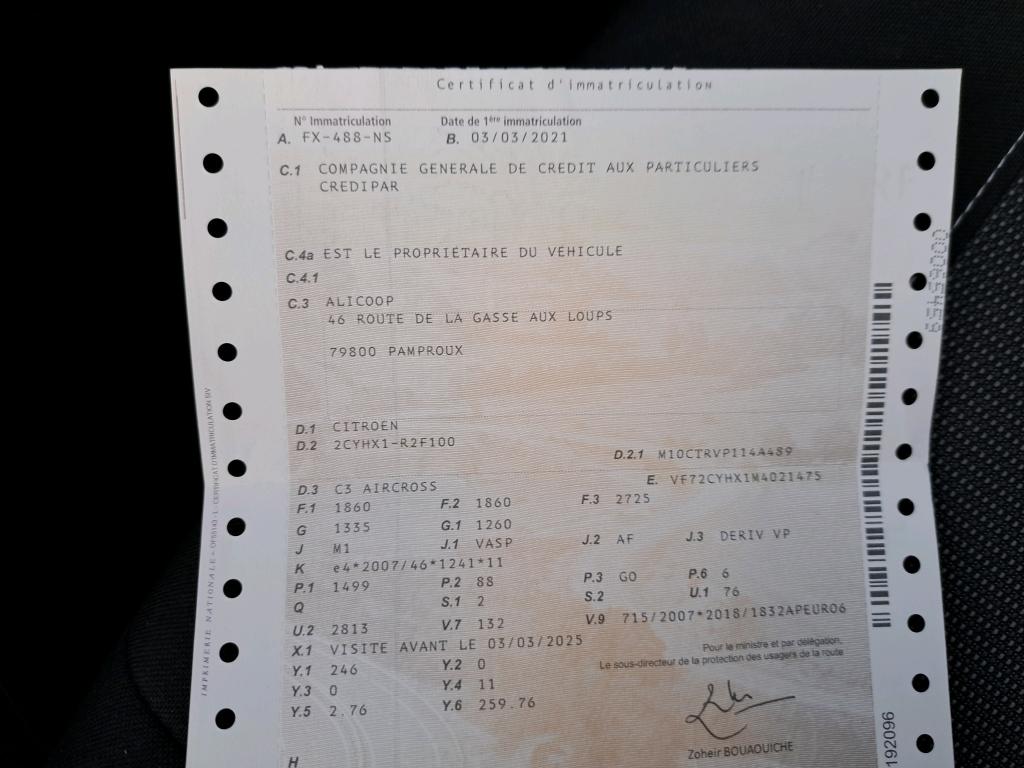 Certificat d'immatriculation
N° Immatriculation Date de 1ère immatriculation
A. FX-488-NS B. 03/03/2021
C.1 COMPAGNIE GENERALE DE CREDIT AUX PARTICULIERS
CREDIPAR
C.4a EST LE PROPRIÉTAIRE DU VÉHICULE
C.4.1
C.3 ALICOOP
46 ROUTE DE LA GASSE AUX LOUPS
79800 PAMPROUX
D.1 CITROEN
D.2 2CYHX1-R2F100
D.2.1 M10CTRVP114A489
E. VF72CYHX1M4021475
D.3 C3 AIRCROSS
F.1 1860 F.2 1860 F.3 2725
G 1335 G.1 1260
J M1 J.1 VASP J.2 AF J.3 DERIV VP
K e4*2007/46*1241*11
P.1 1499 P.2 88 P.3 GO P.6 6
Q S.1 2 S.2 U.1 76
U.2 2813 V.7 132 V.9 715/2007*2018/1832APEURO6
X.1 VISITE AVANT LE 03/03/2025
Y.1 246 Y.2 0
Y.3 0 Y.4 11
Y.5 2.76 Y.6 259.76
Pour le ministre et par délégation,
Le sous-directeur de la protection des usagers de la route
Zoheir BOUAOUICHE
H
IMPRIMERIE NATIONALE
192096